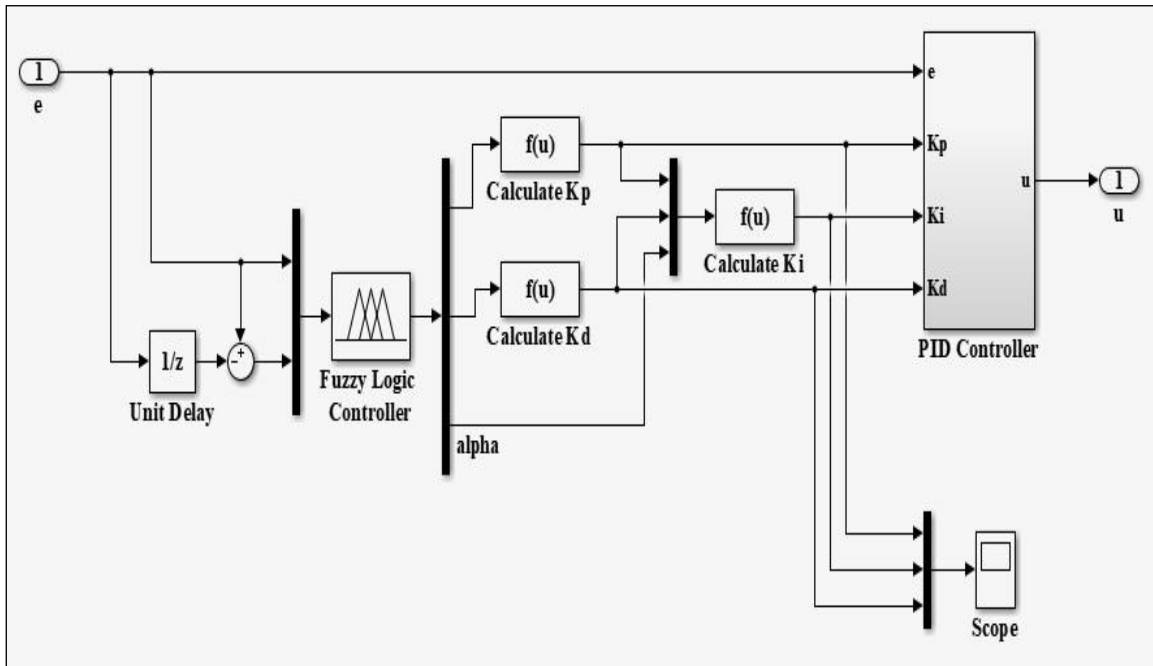 1
e
1/z
Unit Delay
- +
Fuzzy Logic
Controller
alpha
f(u)
Calculate Kp
f(u)
Calculate Kd
f(u)
Calculate Ki
e
Kp
Ki
Kd
u
PID Controller
1
u
Scope